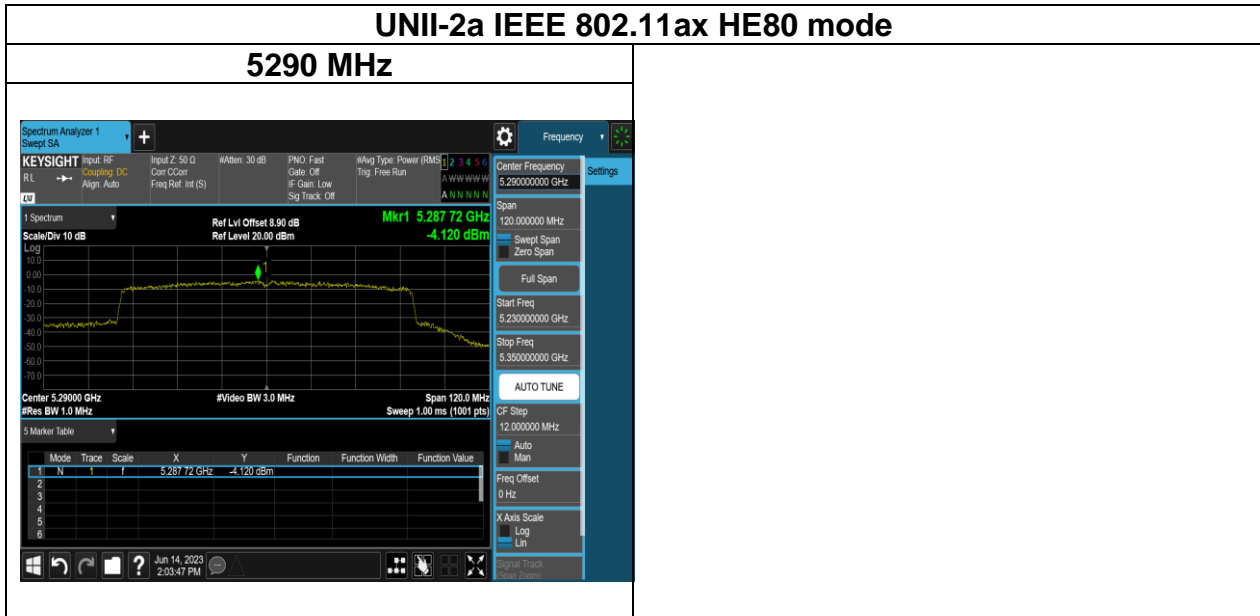 UNII-2a IEEE 802.11ax HE80 mode
5290 MHz
Spectrum Analyzer 1
Swept SA
+
Frequency
KEYSIGHT
RL
LXI
Input: RF
Coupling: DC
Align: Auto
Input Z: 50 Ω
Corr CCorr
Freq Ref: Int (S)
#Atten: 30 dB
PNO: Fast
Gate: Off
IF Gain: Low
Sig Track: Off
#Avg Type: Power (RMS
Trig: Free Run
1 2 3 4 5 6
A W W W W W
A N N N N N
1 Spectrum
Scale/Div 10 dB
Ref Lvl Offset 8.90 dB
Ref Level 20.00 dBm
Mkr1 5.287 72 GHz
-4.120 dBm
Log
10.0
0.00
-10.0
-20.0
-30.0
-40.0
-50.0
-60.0
-70.0
1
Center 5.29000 GHz
#Res BW 1.0 MHz
#Video BW 3.0 MHz
Span 120.0 MHz
Sweep 1.00 ms (1001 pts)
5 Marker Table
Mode Trace Scale X Y Function Function Width Function Value
1 N 1 f 5.287 72 GHz -4.120 dBm
2
3
4
5
6
?
Jun 14, 2023
2:03:47 PM
Center Frequency
5.290000000 GHz
Settings
Span
120.000000 MHz
Swept Span
Zero Span
Full Span
Start Freq
5.230000000 GHz
Stop Freq
5.350000000 GHz
AUTO TUNE
CF Step
12.000000 MHz
Auto
Man
Freq Offset
0 Hz
X Axis Scale
Log
Lin
Signal Track
(Span Zoom)